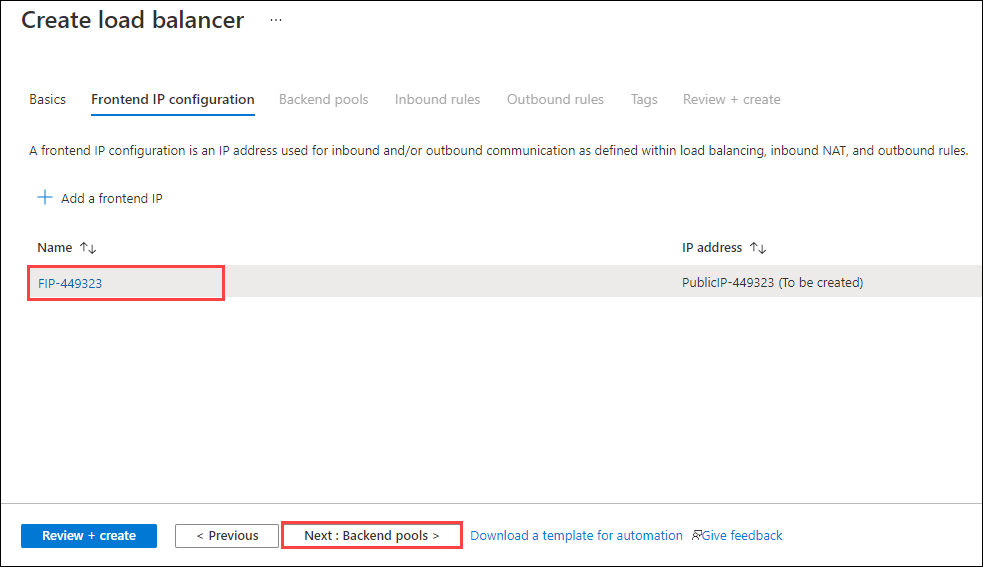 Create load balancer ...
Basics Frontend IP configuration Backend pools Inbound rules Outbound rules Tags Review + create
A frontend IP configuration is an IP address used for inbound and/or outbound communication as defined within load balancing, inbound NAT, and outbound rules.
+ Add a frontend IP
Name ↑↓ IP address ↑↓
FIP-449323 PublicIP-449323 (To be created)
Review + create < Previous Next : Backend pools > Download a template for automation Give feedback